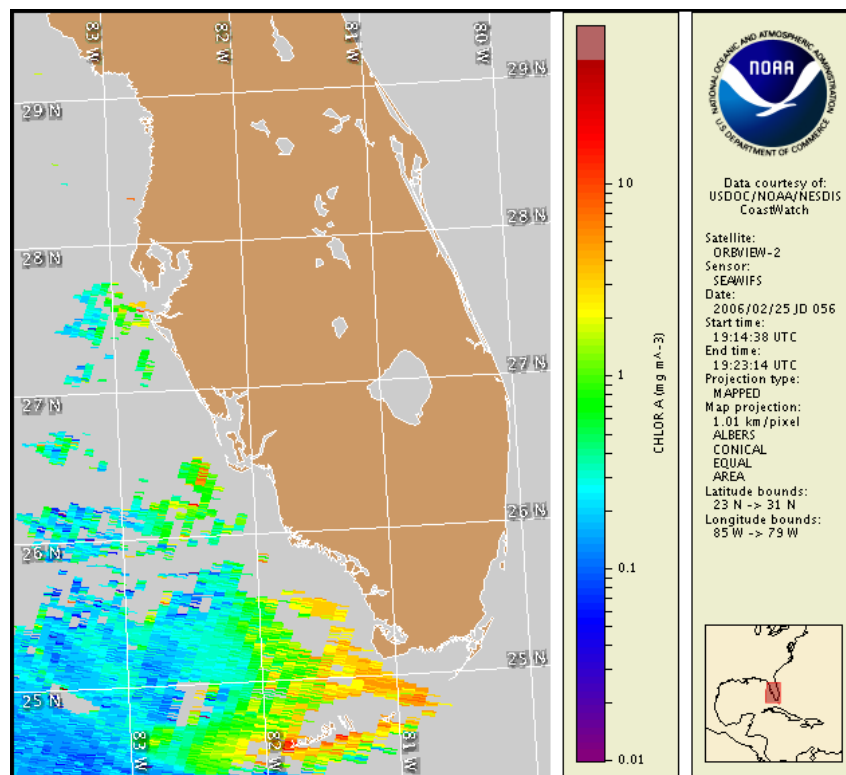 83 W
82 W
81 W
80 W
29 N
29 N
28 N
28 N
27 N
27 N
26 N
26 N
25 N
25 N
83 W
82 W
81 W
10
1
0.1
0.01
CHLOR A (mg m^-3)
NATIONAL OCEANIC AND ATMOSPHERIC ADMINISTRATION
NOAA
U.S. DEPARTMENT OF COMMERCE
Data courtesy of:
USDOC/NOAA/NESDIS
CoastWatch
Satellite:
ORBVIEW-2
Sensor:
SEAWIFS
Date:
2006/02/25 JD 056
Start time:
19:14:38 UTC
End time:
19:23:14 UTC
Projection type:
MAPPED
Map projection:
1.01 km/pixel
ALBERS
CONICAL
EQUAL
AREA
Latitude bounds:
23 N -> 31 N
Longitude bounds:
85 W -> 79 W